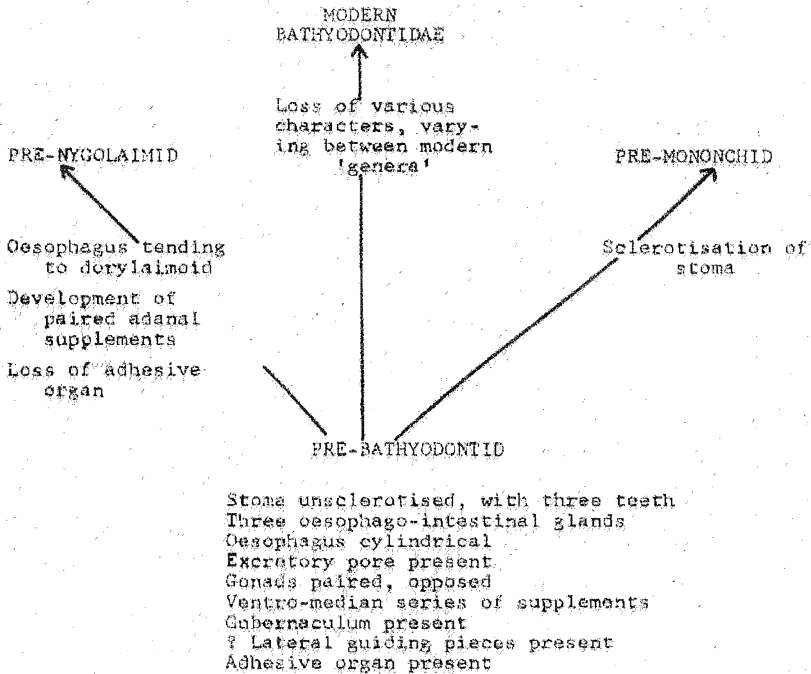 MODERN
BATHYODONTIDAE
Loss of various
characters, vary-
ing between modern
'genera'
PRE-NYGOLAIMID
PRE-MONONCHID
Oesophagus tending
to dorylaimoid
Development of
paired adanal
supplements
Loss of adhesive
organ
Sclerotisation of
stoma
PRE-BATHYODONTID
Stoma unsclerotised, with three teeth
Three oesophago-intestinal glands
Oesophagus cylindrical
Excretory pore present
Gonads paired, opposed
Ventro-median series of supplements
Gubernaculum present
? Lateral guiding pieces present
Adhesive organ present